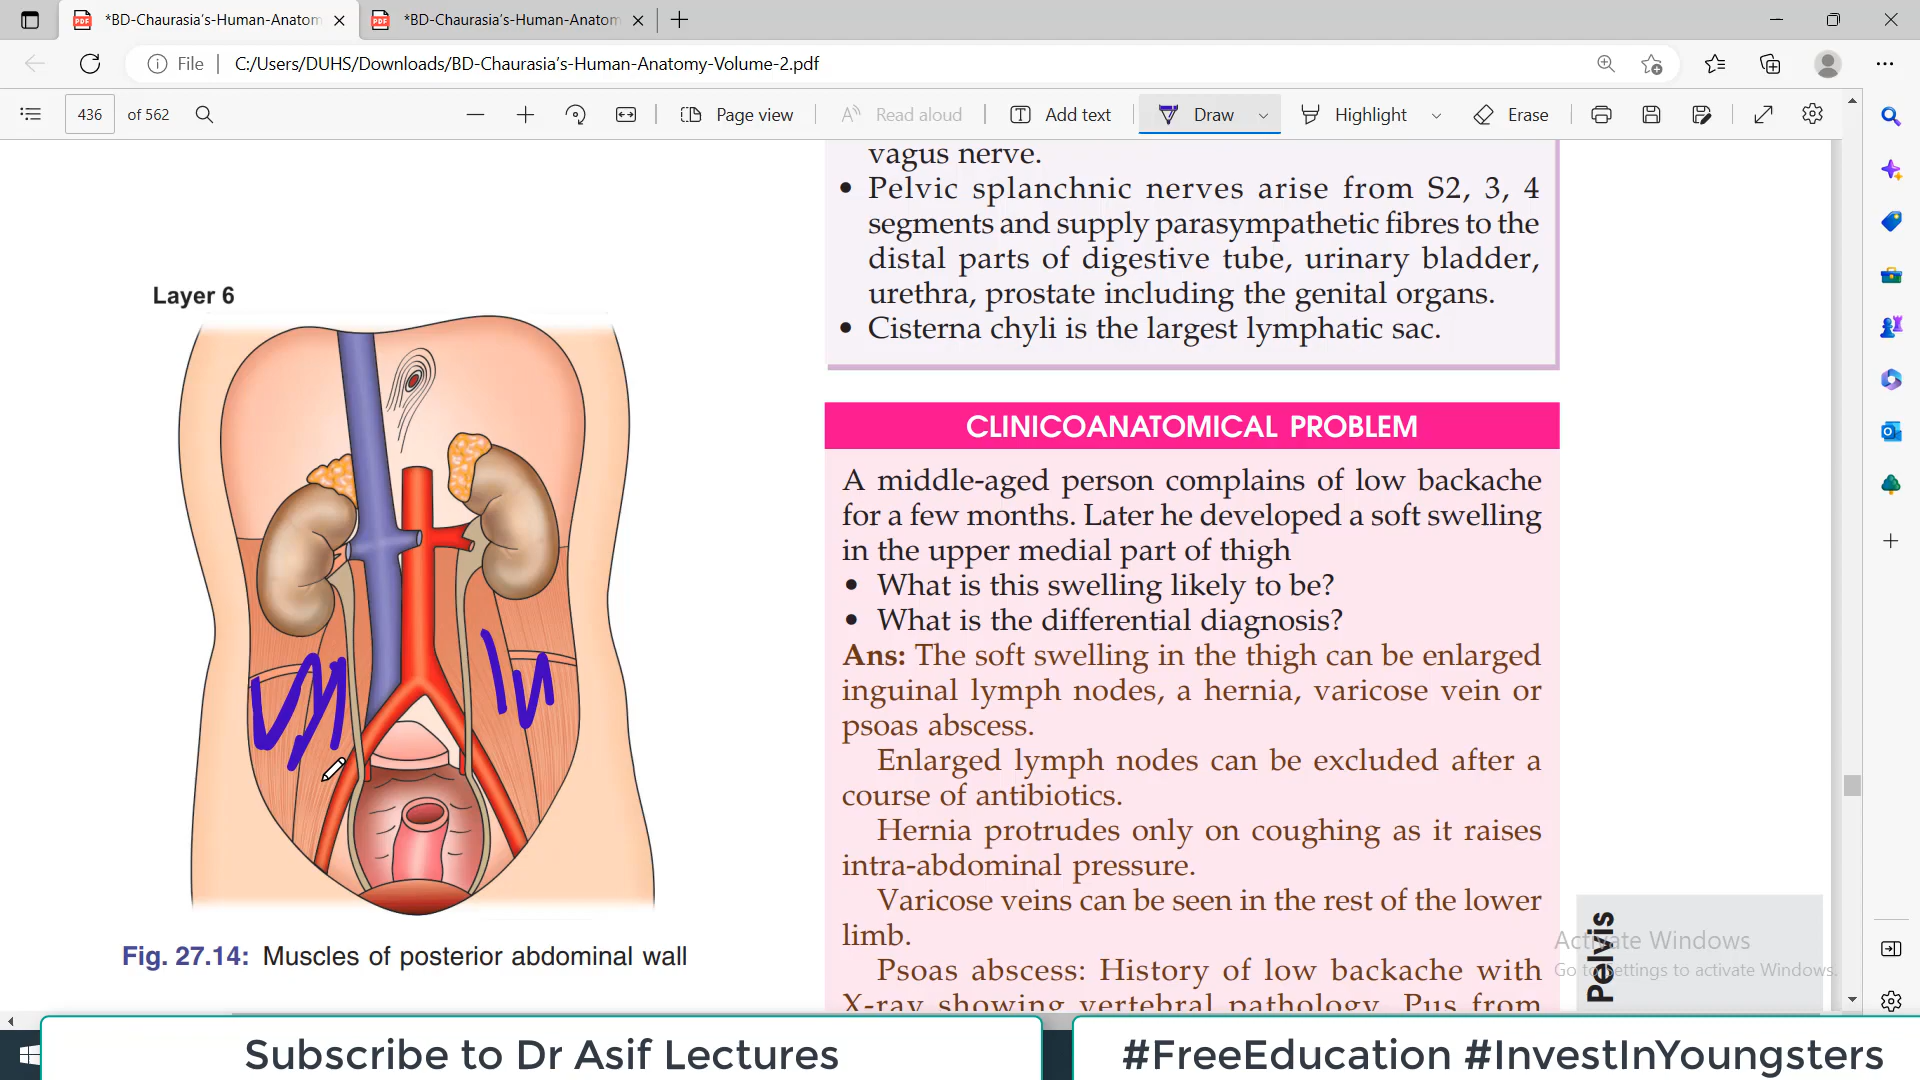 *BD-Chaurasia's-Human-Anatom
*BD-Chaurasia's-Human-Anatom
File
C:/Users/DUHS/Downloads/BD-Chaurasia's-Human-Anatomy-Volume-2.pdf
436 of 562
Page view
Read aloud
Add text
Draw
Highlight
Erase
Layer 6
Fig. 27.14: Muscles of posterior abdominal wall
vagus nerve.
• Pelvic splanchnic nerves arise from S2, 3, 4
segments and supply parasympathetic fibres to the
distal parts of digestive tube, urinary bladder,
urethra, prostate including the genital organs.
• Cisterna chyli is the largest lymphatic sac.
CLINICOANATOMICAL PROBLEM
A middle-aged person complains of low backache
for a few months. Later he developed a soft swelling
in the upper medial part of thigh
• What is this swelling likely to be?
• What is the differential diagnosis?
Ans: The soft swelling in the thigh can be enlarged
inguinal lymph nodes, a hernia, varicose vein or
psoas abscess.
Enlarged lymph nodes can be excluded after a
course of antibiotics.
Hernia protrudes only on coughing as it raises
intra-abdominal pressure.
Varicose veins can be seen in the rest of the lower
limb.
Psoas abscess: History of low backache with
X-ray showing vertebral pathology. Pus from
Pelvis
Activate Windows
Go to Settings to activate Windows.
Subscribe to Dr Asif Lectures
#FreeEducation #InvestInYoungsters